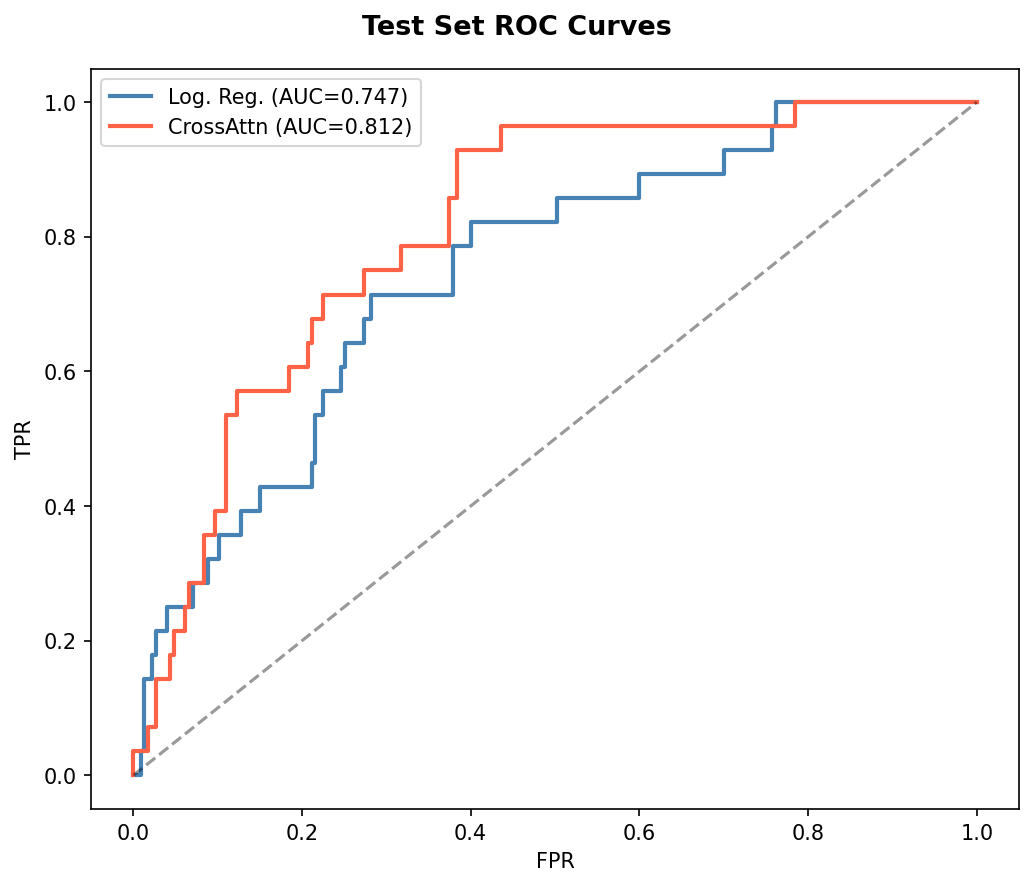 Test Set ROC Curves
Log. Reg. (AUC=0.747)
CrossAttn (AUC=0.812)
1.0
0.8
0.6
0.4
0.2
0.0
TPR
0.0 0.2 0.4 0.6 0.8 1.0
FPR